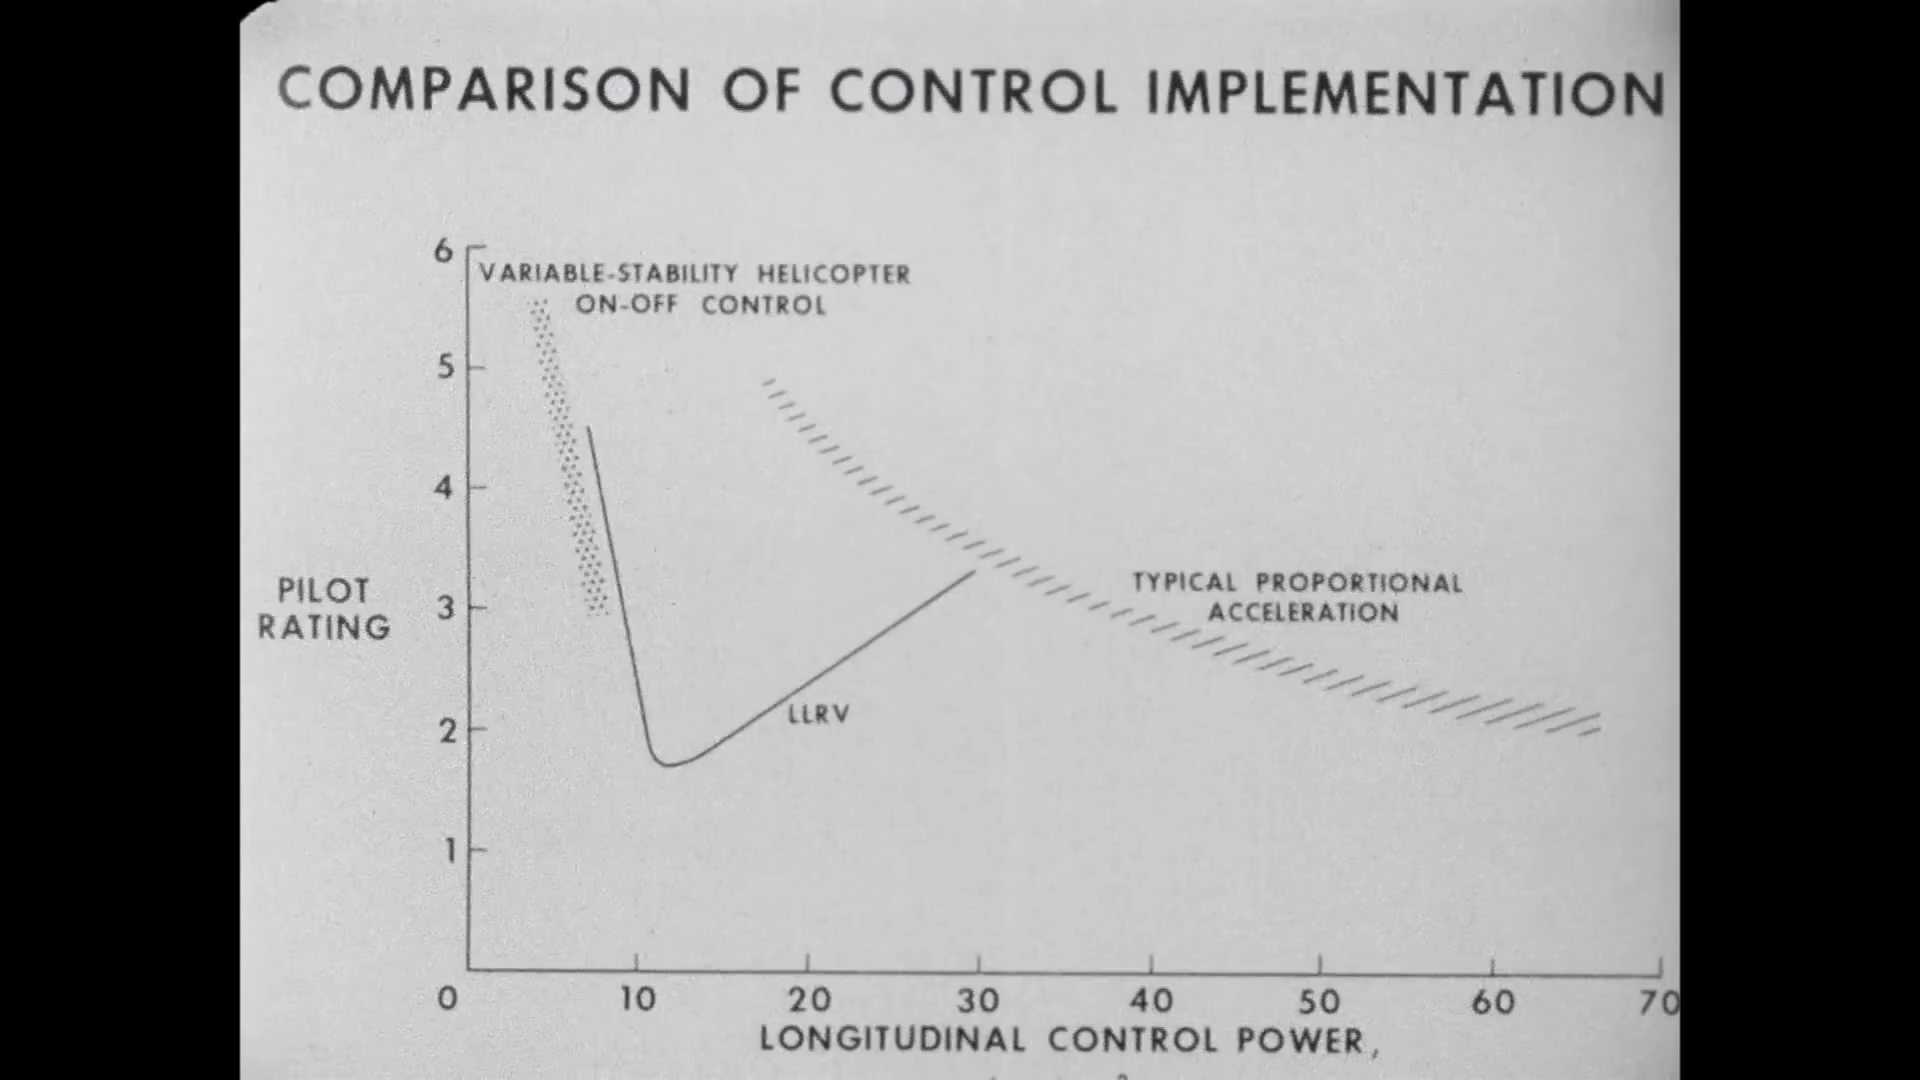 COMPARISON OF CONTROL IMPLEMENTATION
6
VARIABLE-STABILITY HELICOPTER
ON-OFF CONTROL
5
4
PILOT
RATING
3
TYPICAL PROPORTIONAL
ACCELERATION
2
LLRV
1
0 10 20 30 40 50 60 70
LONGITUDINAL CONTROL POWER,